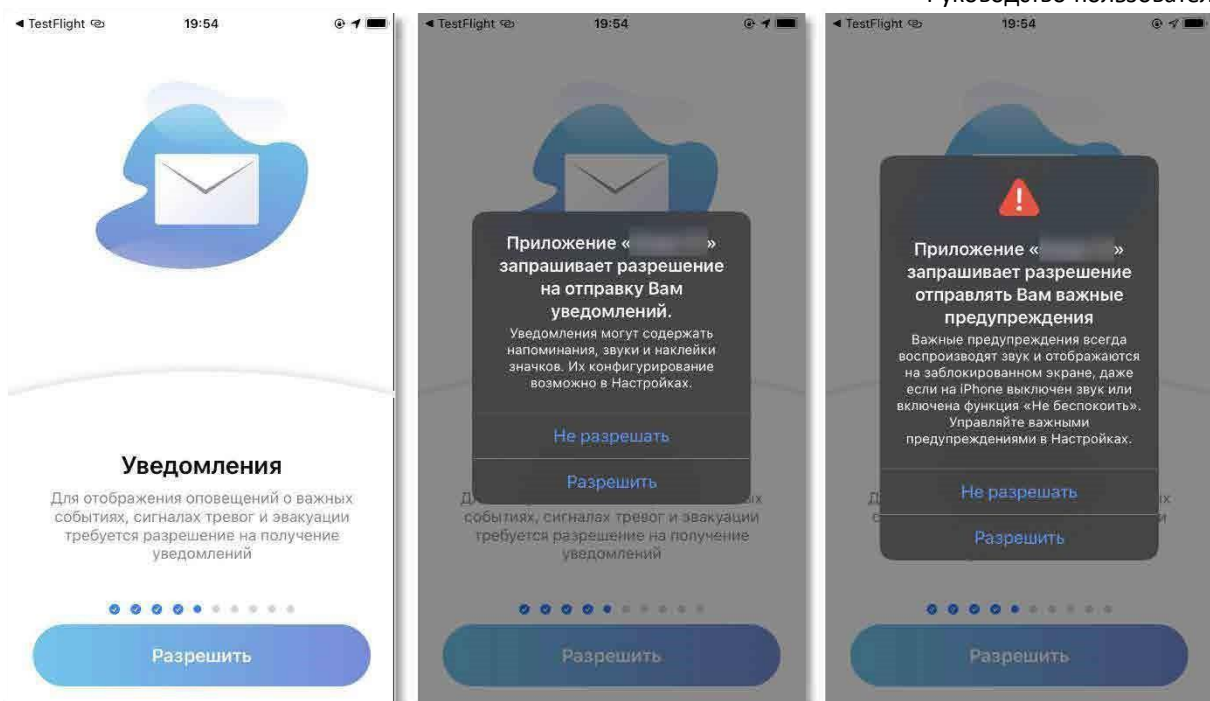 Руководство пользовател
TestFlight
19:54
Уведомления
Для отображения оповещений о важных
событиях, сигналах тревог и эвакуации
требуется разрешение на получение
уведомлений
Разрешить
TestFlight
19:54
Приложение « »
запрашивает разрешение
на отправку Вам
уведомлений.
Уведомления могут содержать
напоминания, звуки и наклейки
значков. Их конфигурирование
возможно в Настройках.
Не разрешать
Разрешить
событиях, сигналах тревог и эвакуации
требуется разрешение на получение
уведомлений
Разрешить
TestFlight
19:54
Приложение « »
запрашивает разрешение
отправлять Вам важные
предупреждения
Важные предупреждения всегда
воспроизводят звук и отображаются
на заблокированном экране, даже
если на iPhone выключен звук или
включена функция «Не беспокоить».
Управляйте важными
предупреждениями в Настройках.
Не разрешать
Разрешить
Разрешить